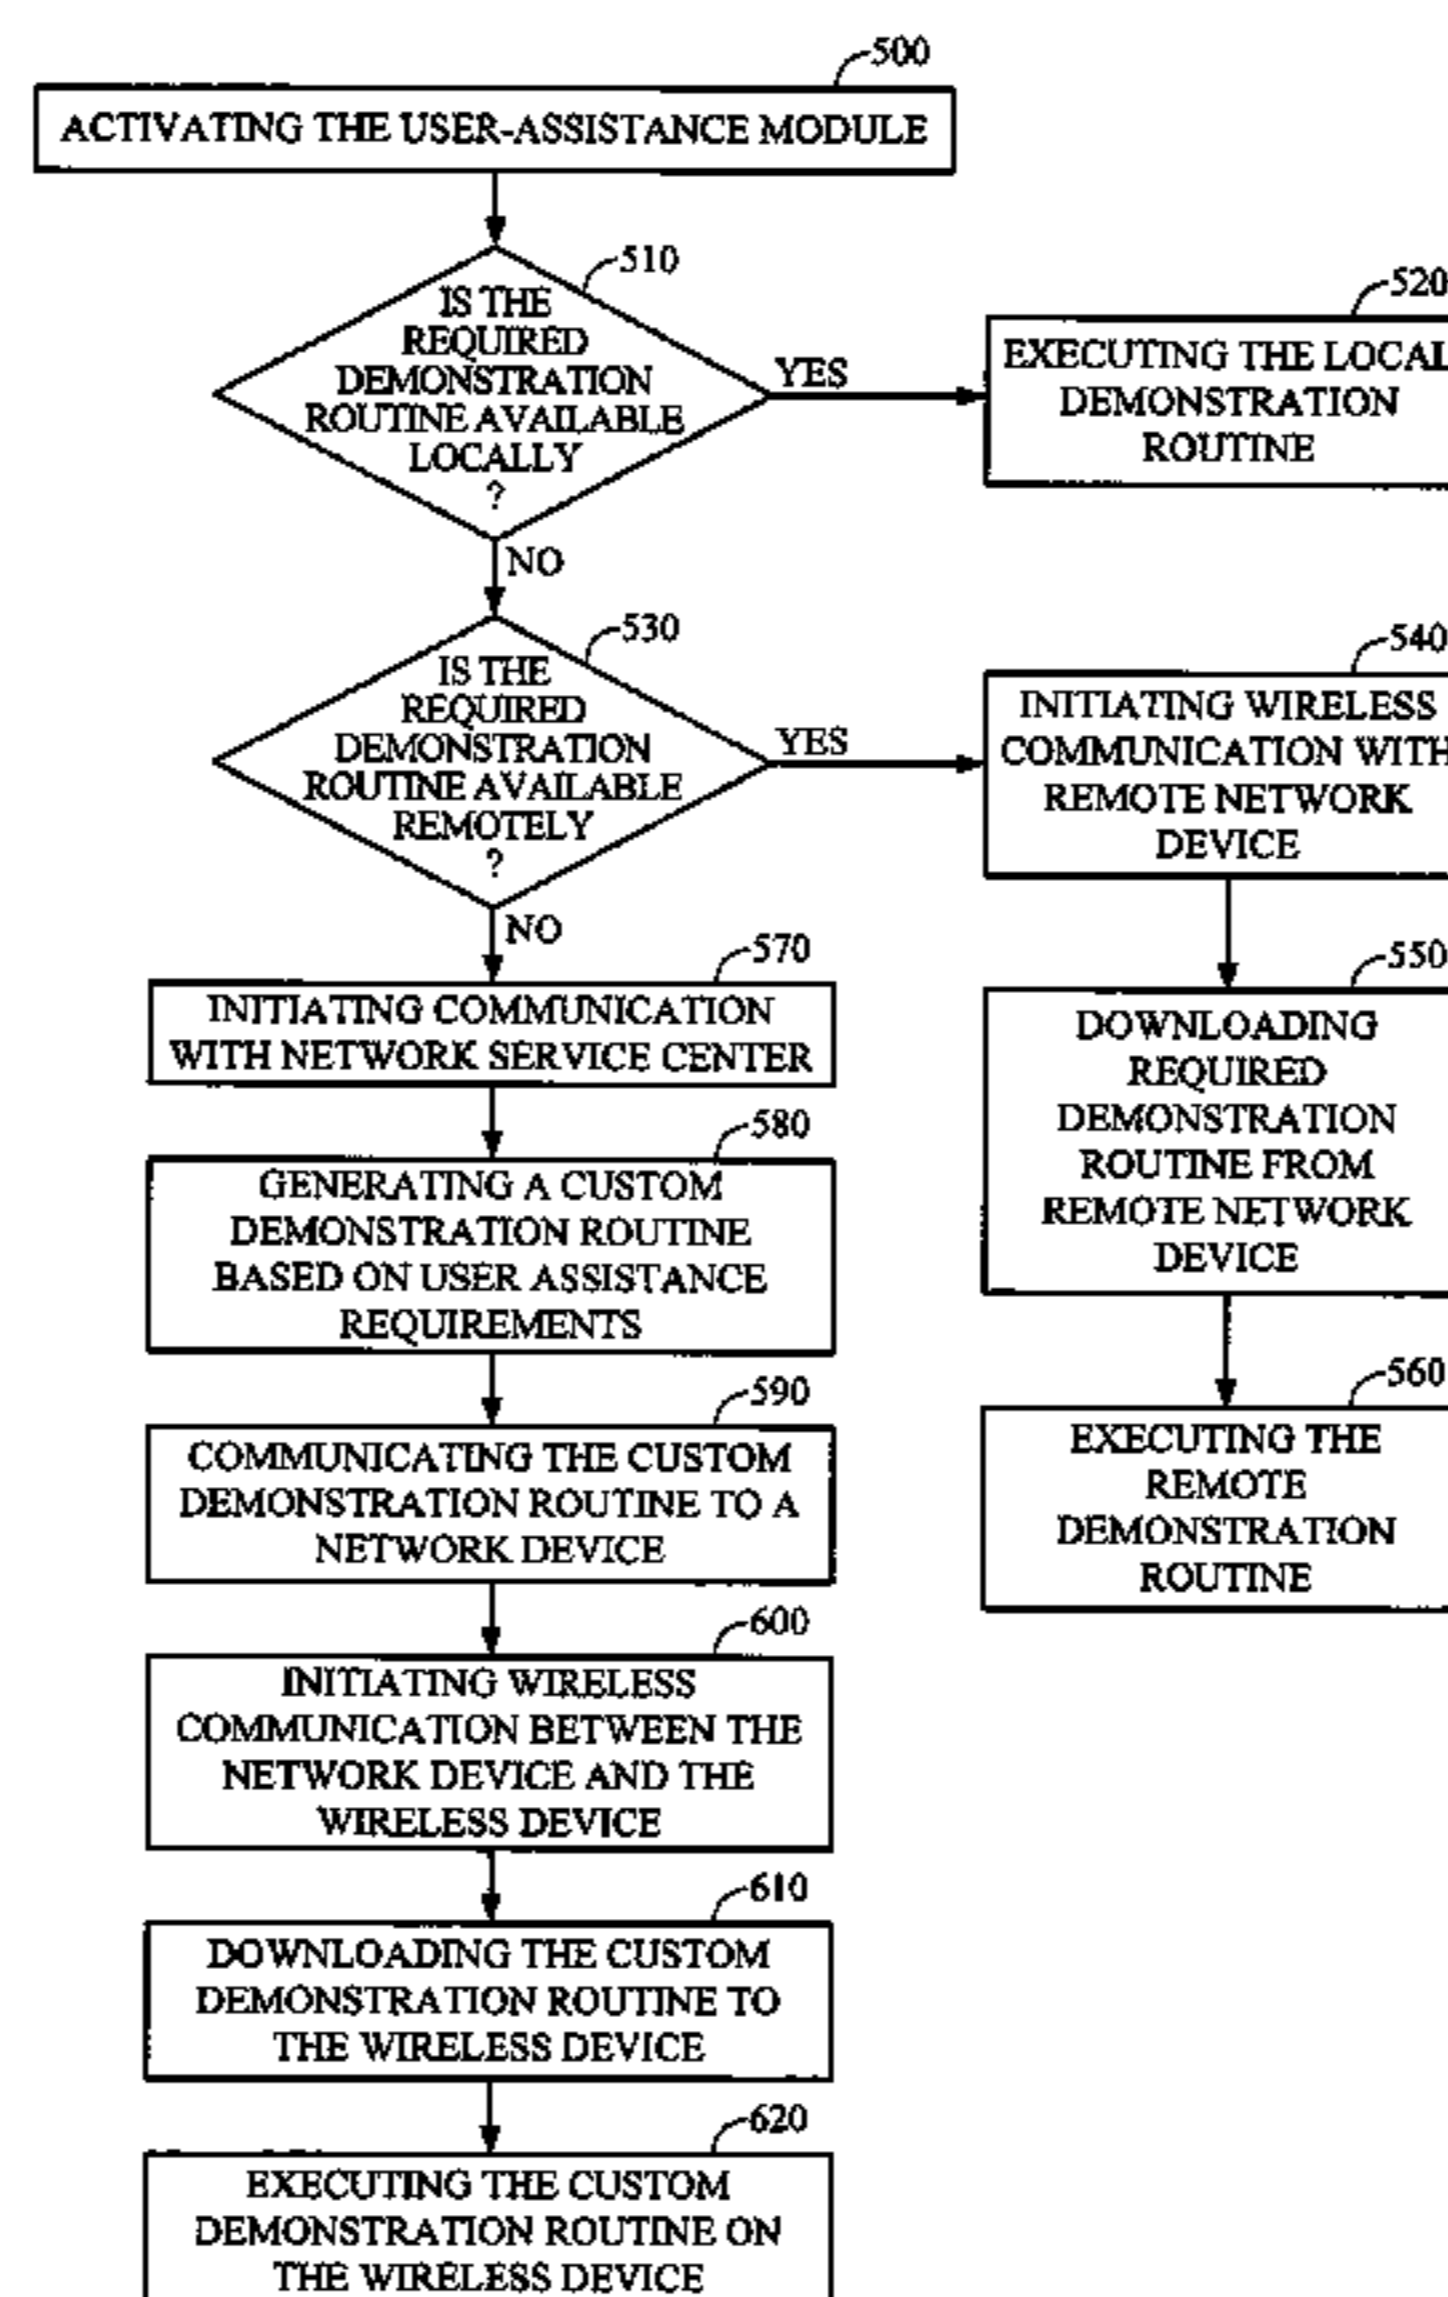 500
ACTIVATING THE USER-ASSISTANCE MODULE
510
IS THE
REQUIRED
DEMONSTRATION
ROUTINE AVAILABLE
LOCALLY
?
YES
520
EXECUTING THE LOCAL
DEMONSTRATION
ROUTINE
NO
530
IS THE
REQUIRED
DEMONSTRATION
ROUTINE AVAILABLE
REMOTELY
?
YES
540
INITIATING WIRELESS
COMMUNICATION WITH
REMOTE NETWORK
DEVICE
550
DOWNLOADING
REQUIRED
DEMONSTRATION
ROUTINE FROM
REMOTE NETWORK
DEVICE
560
EXECUTING THE
REMOTE
DEMONSTRATION
ROUTINE
NO
570
INITIATING COMMUNICATION
WITH NETWORK SERVICE CENTER
580
GENERATING A CUSTOM
DEMONSTRATION ROUTINE
BASED ON USER ASSISTANCE
REQUIREMENTS
590
COMMUNICATING THE CUSTOM
DEMONSTRATION ROUTINE TO A
NETWORK DEVICE
600
INITIATING WIRELESS
COMMUNICATION BETWEEN THE
NETWORK DEVICE AND THE
WIRELESS DEVICE
610
DOWNLOADING THE CUSTOM
DEMONSTRATION ROUTINE TO
THE WIRELESS DEVICE
620
EXECUTING THE CUSTOM
DEMONSTRATION ROUTINE ON
THE WIRELESS DEVICE